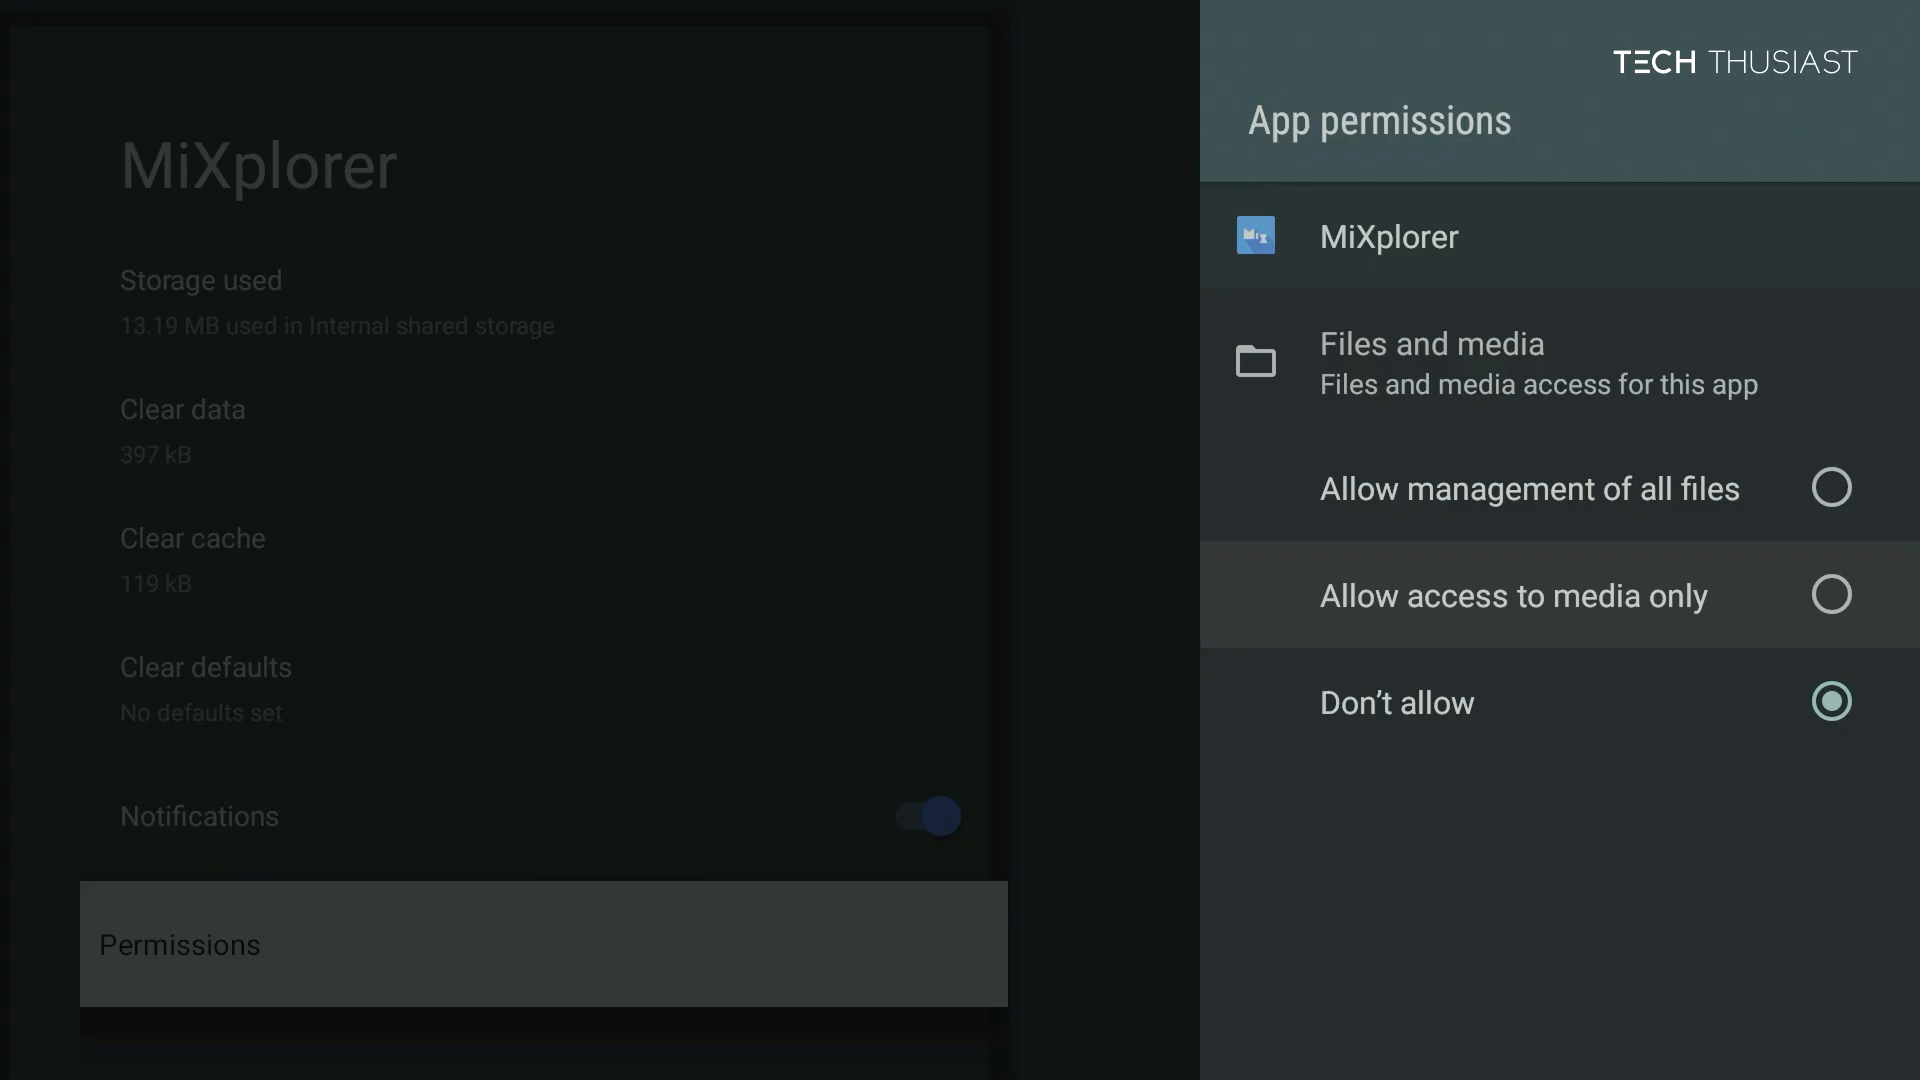 MiXplorer
Storage used
13.19 MB used in Internal shared storage
Clear data
397 kB
Clear cache
119 kB
Clear defaults
No defaults set
Notifications
Permissions
TECH THUSIAST
App permissions
MiX
MiXplorer
Files and media
Files and media access for this app
Allow management of all files
Allow access to media only
Don’t allow